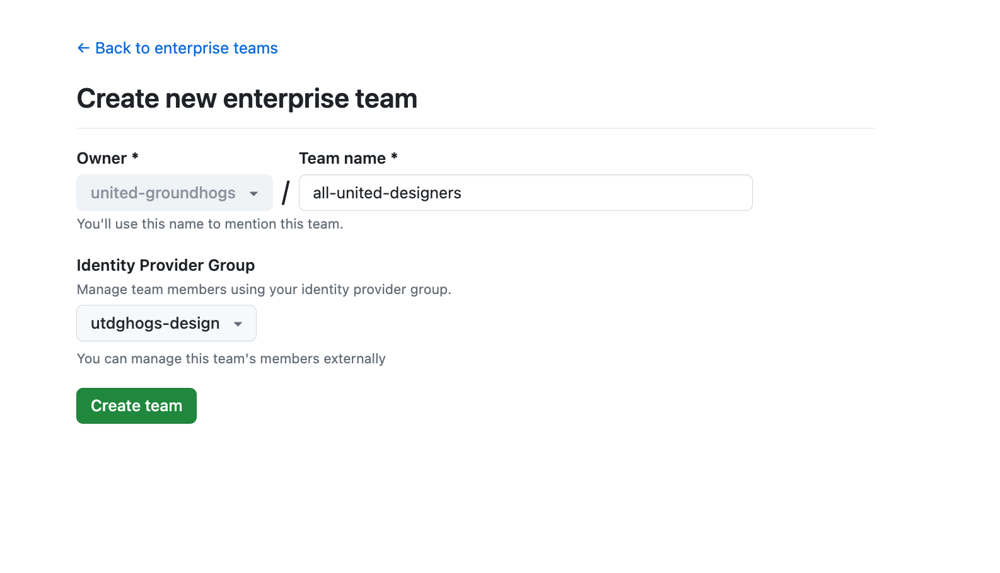 ← Back to enterprise teams
Create new enterprise team
Owner * Team name *
united-groundhogs / all-united-designers
You'll use this name to mention this team.
Identity Provider Group
Manage team members using your identity provider group.
utdghogs-design
You can manage this team's members externally
Create team